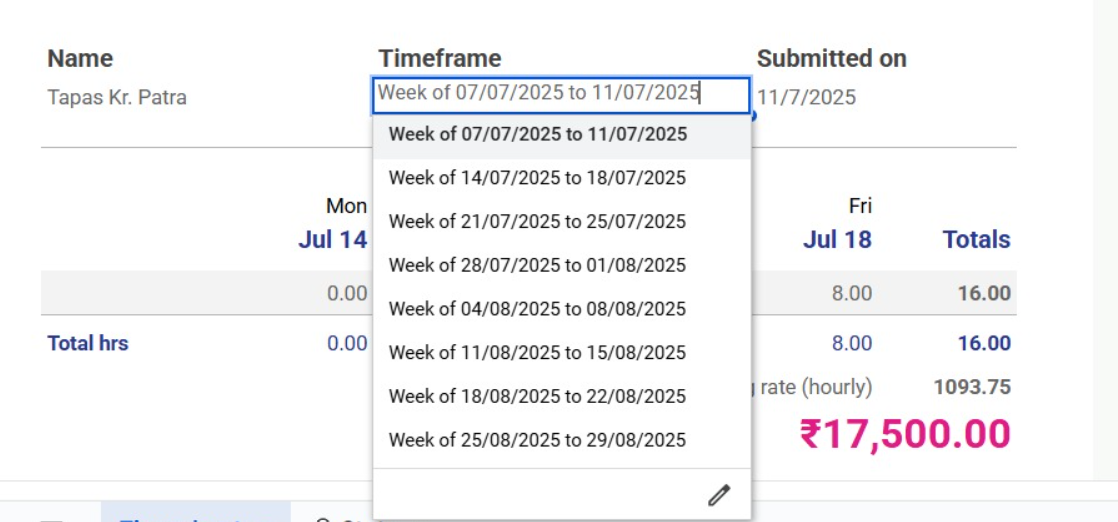 Name Timeframe Submitted on
Tapas Kr. Patra Week of 07/07/2025 to 11/07/2025 11/7/2025
Week of 07/07/2025 to 11/07/2025
Week of 14/07/2025 to 18/07/2025
Mon Week of 21/07/2025 to 25/07/2025 Fri
Jul 14 Jul 18 Totals
Week of 28/07/2025 to 01/08/2025
0.00 8.00 16.00
Week of 04/08/2025 to 08/08/2025
Total hrs 0.00 Week of 11/08/2025 to 15/08/2025 8.00 16.00
rate (hourly) 1093.75
Week of 18/08/2025 to 22/08/2025
Week of 25/08/2025 to 29/08/2025 ₹17,500.00